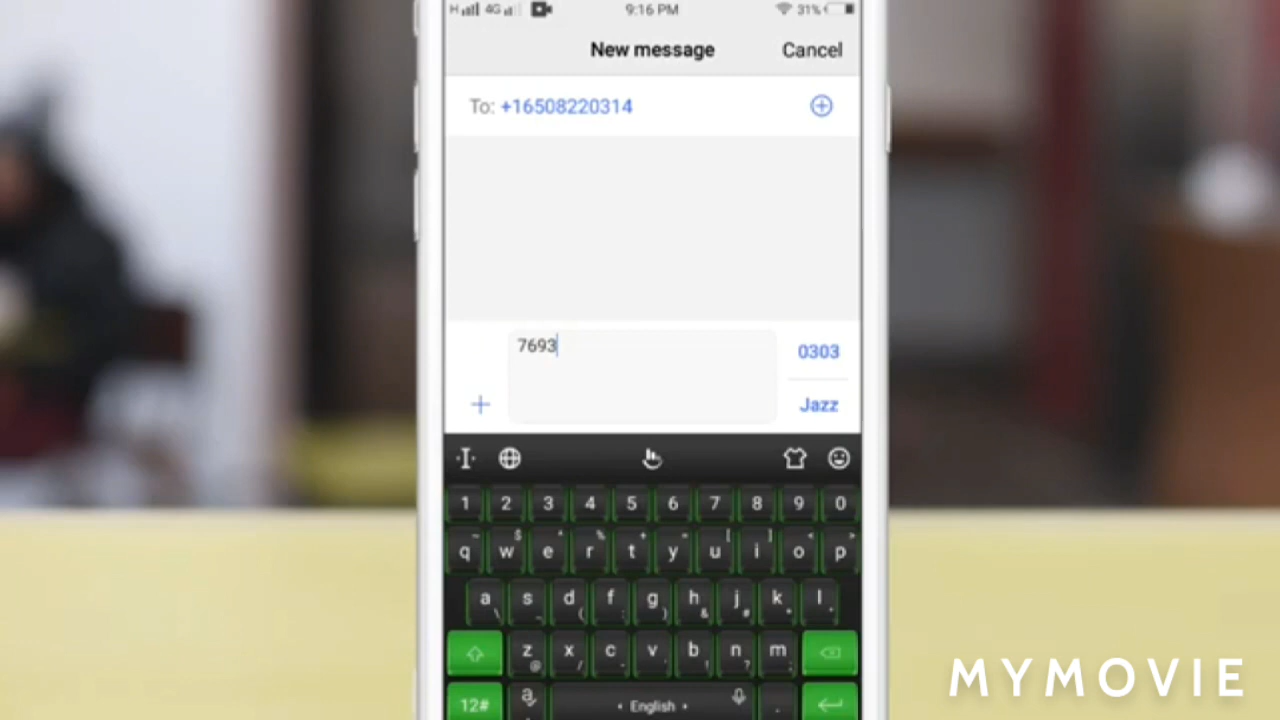 H 4G 9:16 PM 31%
New message Cancel
To: +16508220314
7693
0303
Jazz
1 2 3 4 5 6 7 8 9 0
q w e r t y u i o p
a s d f g h j k l
z x c v b n m
12# English .
MYMOVIE